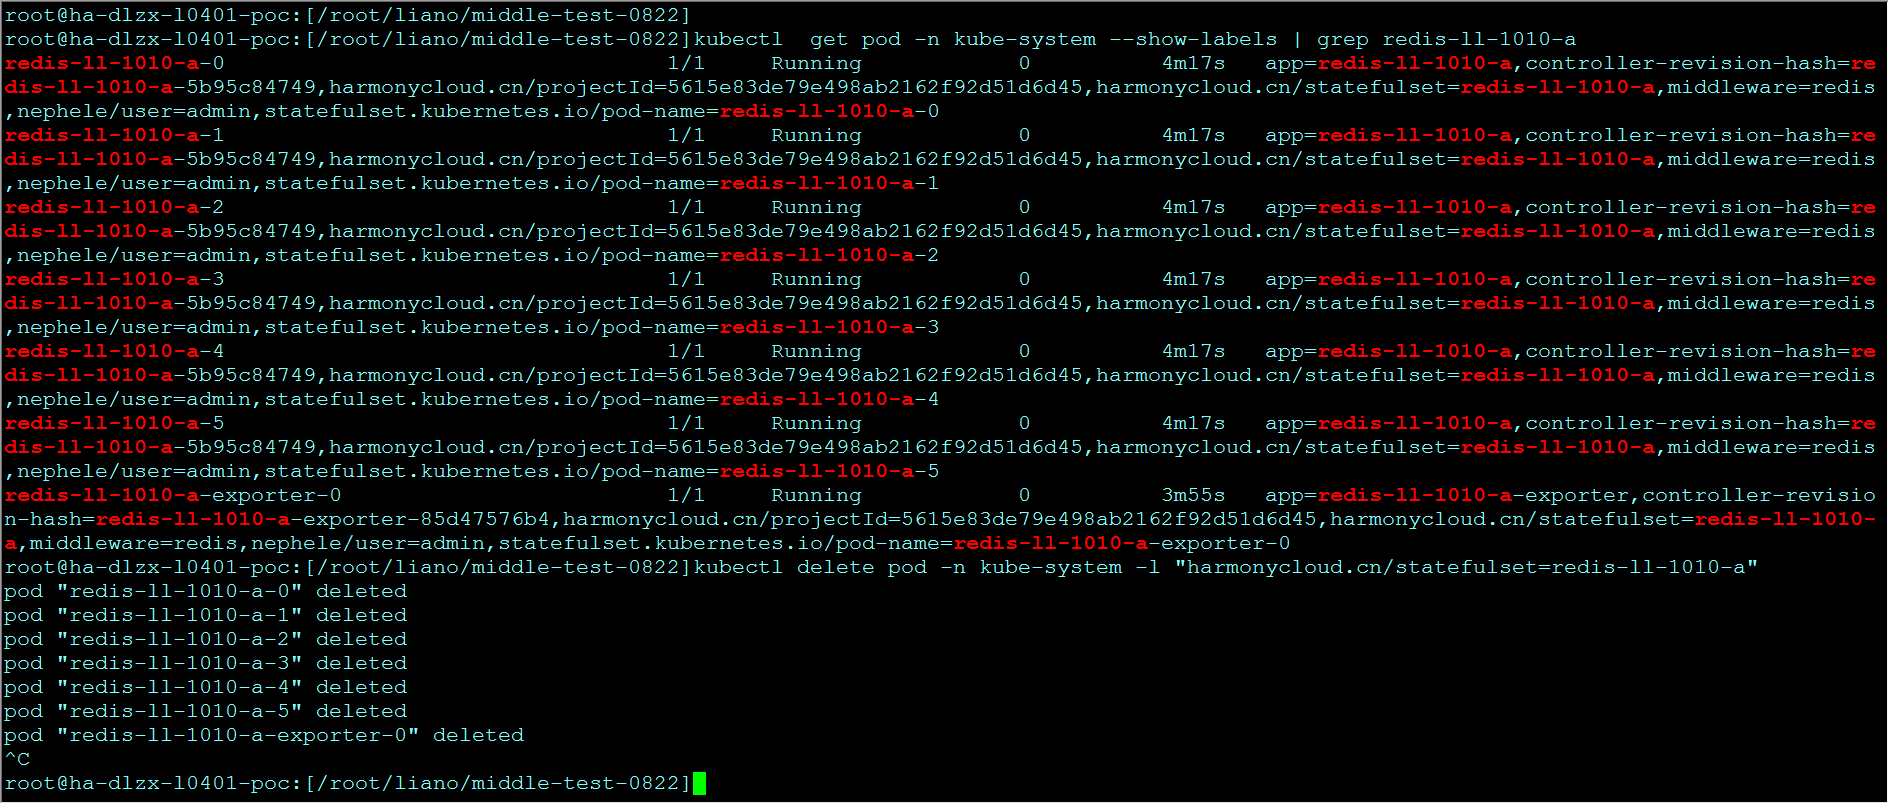 root@ha-dlzx-l0401-poc:[/root/liano/middle-test-0822]
root@ha-dlzx-l0401-poc:[/root/liano/middle-test-0822]kubectl  get pod -n kube-system --show-labels | grep redis-ll-1010-a
redis-ll-1010-a-0                         1/1     Running            0          4m17s   app=redis-ll-1010-a,controller-revision-hash=re
dis-ll-1010-a-5b95c84749,harmonycloud.cn/projectId=5615e83de79e498ab2162f92d51d6d45,harmonycloud.cn/statefulset=redis-ll-1010-a,middleware=redis
,nephele/user=admin,statefulset.kubernetes.io/pod-name=redis-ll-1010-a-0
redis-ll-1010-a-1                         1/1     Running            0          4m17s   app=redis-ll-1010-a,controller-revision-hash=re
dis-ll-1010-a-5b95c84749,harmonycloud.cn/projectId=5615e83de79e498ab2162f92d51d6d45,harmonycloud.cn/statefulset=redis-ll-1010-a,middleware=redis
,nephele/user=admin,statefulset.kubernetes.io/pod-name=redis-ll-1010-a-1
redis-ll-1010-a-2                         1/1     Running            0          4m17s   app=redis-ll-1010-a,controller-revision-hash=re
dis-ll-1010-a-5b95c84749,harmonycloud.cn/projectId=5615e83de79e498ab2162f92d51d6d45,harmonycloud.cn/statefulset=redis-ll-1010-a,middleware=redis
,nephele/user=admin,statefulset.kubernetes.io/pod-name=redis-ll-1010-a-2
redis-ll-1010-a-3                         1/1     Running            0          4m17s   app=redis-ll-1010-a,controller-revision-hash=re
dis-ll-1010-a-5b95c84749,harmonycloud.cn/projectId=5615e83de79e498ab2162f92d51d6d45,harmonycloud.cn/statefulset=redis-ll-1010-a,middleware=redis
,nephele/user=admin,statefulset.kubernetes.io/pod-name=redis-ll-1010-a-3
redis-ll-1010-a-4                         1/1     Running            0          4m17s   app=redis-ll-1010-a,controller-revision-hash=re
dis-ll-1010-a-5b95c84749,harmonycloud.cn/projectId=5615e83de79e498ab2162f92d51d6d45,harmonycloud.cn/statefulset=redis-ll-1010-a,middleware=redis
,nephele/user=admin,statefulset.kubernetes.io/pod-name=redis-ll-1010-a-4
redis-ll-1010-a-5                         1/1     Running            0          4m17s   app=redis-ll-1010-a,controller-revision-hash=re
dis-ll-1010-a-5b95c84749,harmonycloud.cn/projectId=5615e83de79e498ab2162f92d51d6d45,harmonycloud.cn/statefulset=redis-ll-1010-a,middleware=redis
,nephele/user=admin,statefulset.kubernetes.io/pod-name=redis-ll-1010-a-5
redis-ll-1010-a-exporter-0                         1/1     Running            0          3m55s   app=redis-ll-1010-a-exporter,controller-revisio
n-hash=redis-ll-1010-a-exporter-85d47576b4,harmonycloud.cn/projectId=5615e83de79e498ab2162f92d51d6d45,harmonycloud.cn/statefulset=redis-ll-1010-
a,middleware=redis,nephele/user=admin,statefulset.kubernetes.io/pod-name=redis-ll-1010-a-exporter-0
root@ha-dlzx-l0401-poc:[/root/liano/middle-test-0822]kubectl delete pod -n kube-system -l "harmonycloud.cn/statefulset=redis-ll-1010-a"
pod "redis-ll-1010-a-0" deleted
pod "redis-ll-1010-a-1" deleted
pod "redis-ll-1010-a-2" deleted
pod "redis-ll-1010-a-3" deleted
pod "redis-ll-1010-a-4" deleted
pod "redis-ll-1010-a-5" deleted
pod "redis-ll-1010-a-exporter-0" deleted
^C
root@ha-dlzx-l0401-poc:[/root/liano/middle-test-0822]